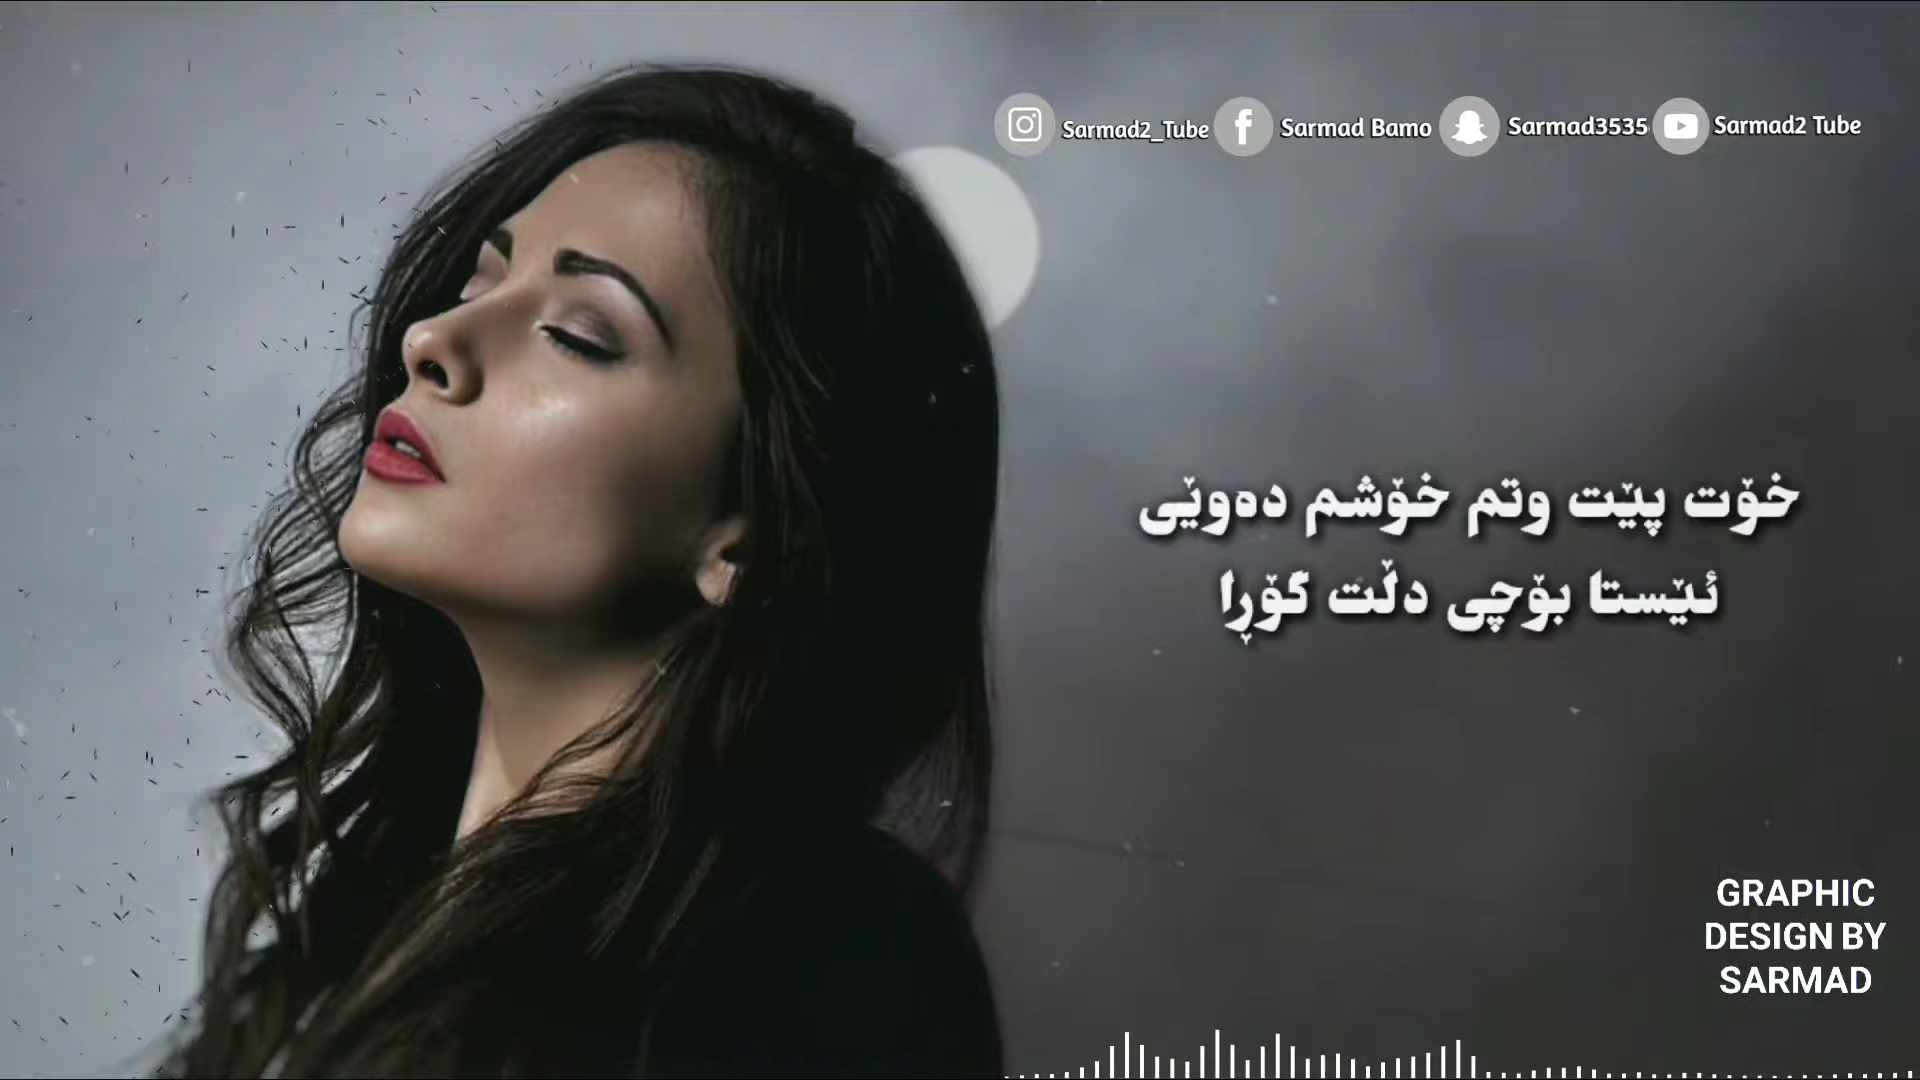 Sarmad2_Tube Sarmad Bamo Sarmad3535 Sarmad2 Tube
خۆت پێت وتم خۆشم دەوێی
ئێستا بۆچی دڵت گۆڕا
GRAPHIC
DESIGN BY
SARMAD